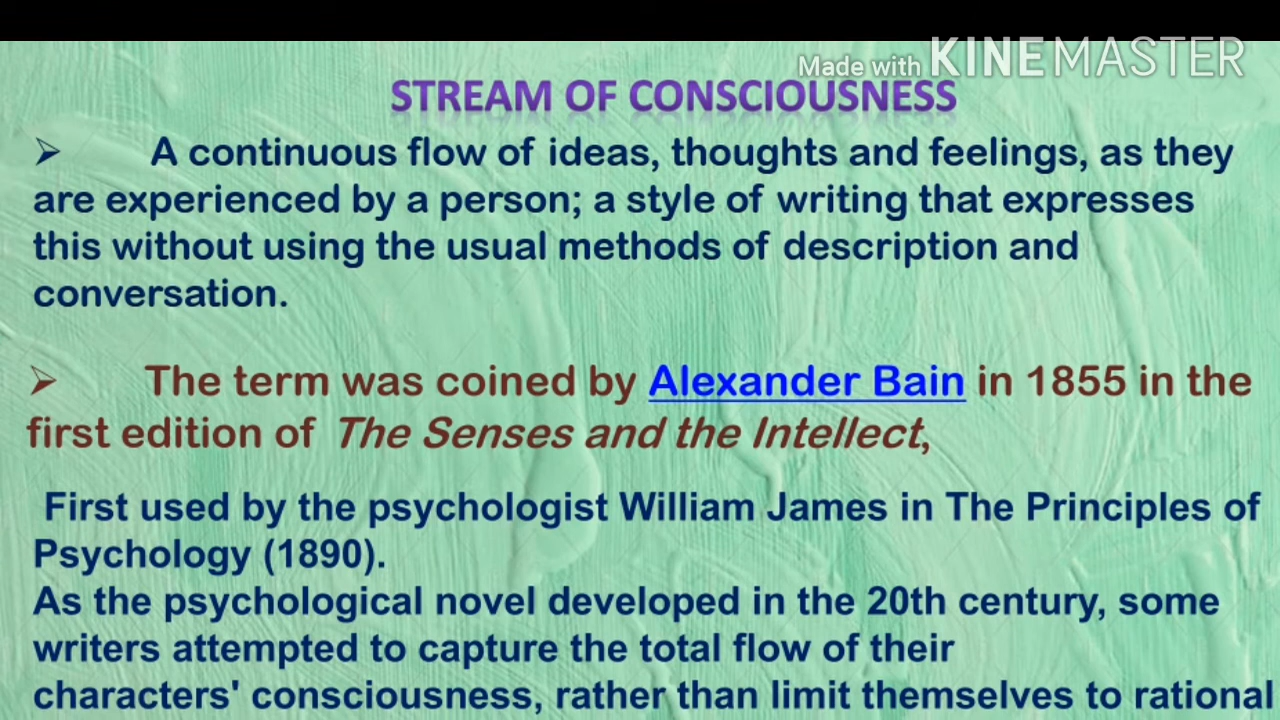 Made with KINEMASTER
STREAM OF CONSCIOUSNESS
➢ A continuous flow of ideas, thoughts and feelings, as they
are experienced by a person; a style of writing that expresses
this without using the usual methods of description and
conversation.
➢ The term was coined by Alexander Bain in 1855 in the
first edition of The Senses and the Intellect,
First used by the psychologist William James in The Principles of
Psychology (1890).
As the psychological novel developed in the 20th century, some
writers attempted to capture the total flow of their
characters' consciousness, rather than limit themselves to rational